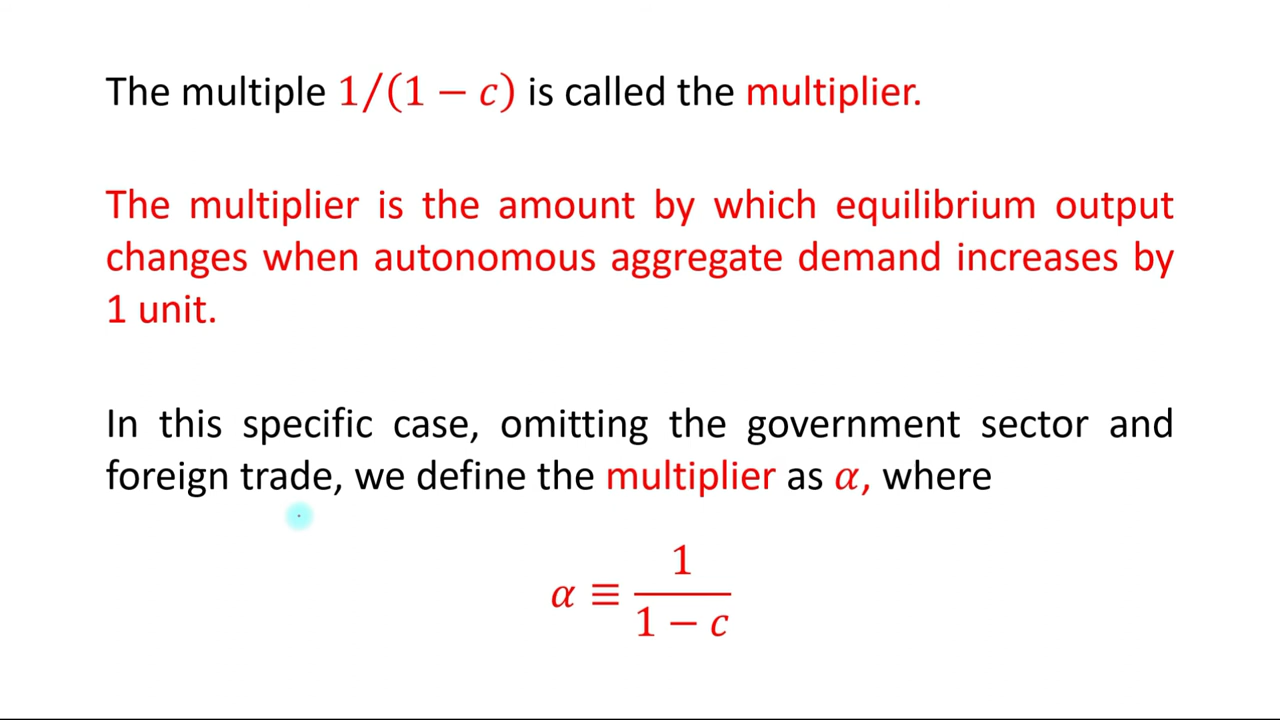 The multiple 1/(1 − c) is called the multiplier.
The multiplier is the amount by which equilibrium output
changes when autonomous aggregate demand increases by
1 unit.
In this specific case, omitting the government sector and
foreign trade, we define the multiplier as α, where
α ≡ 1 / (1 − c)